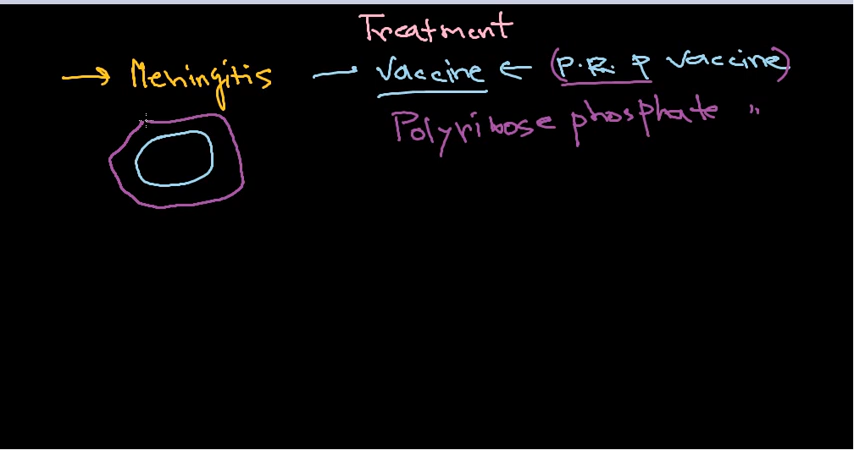 Treatment
→ Meningitis — vaccine ← (P.R.P vaccine)
Polyribose phosphate "